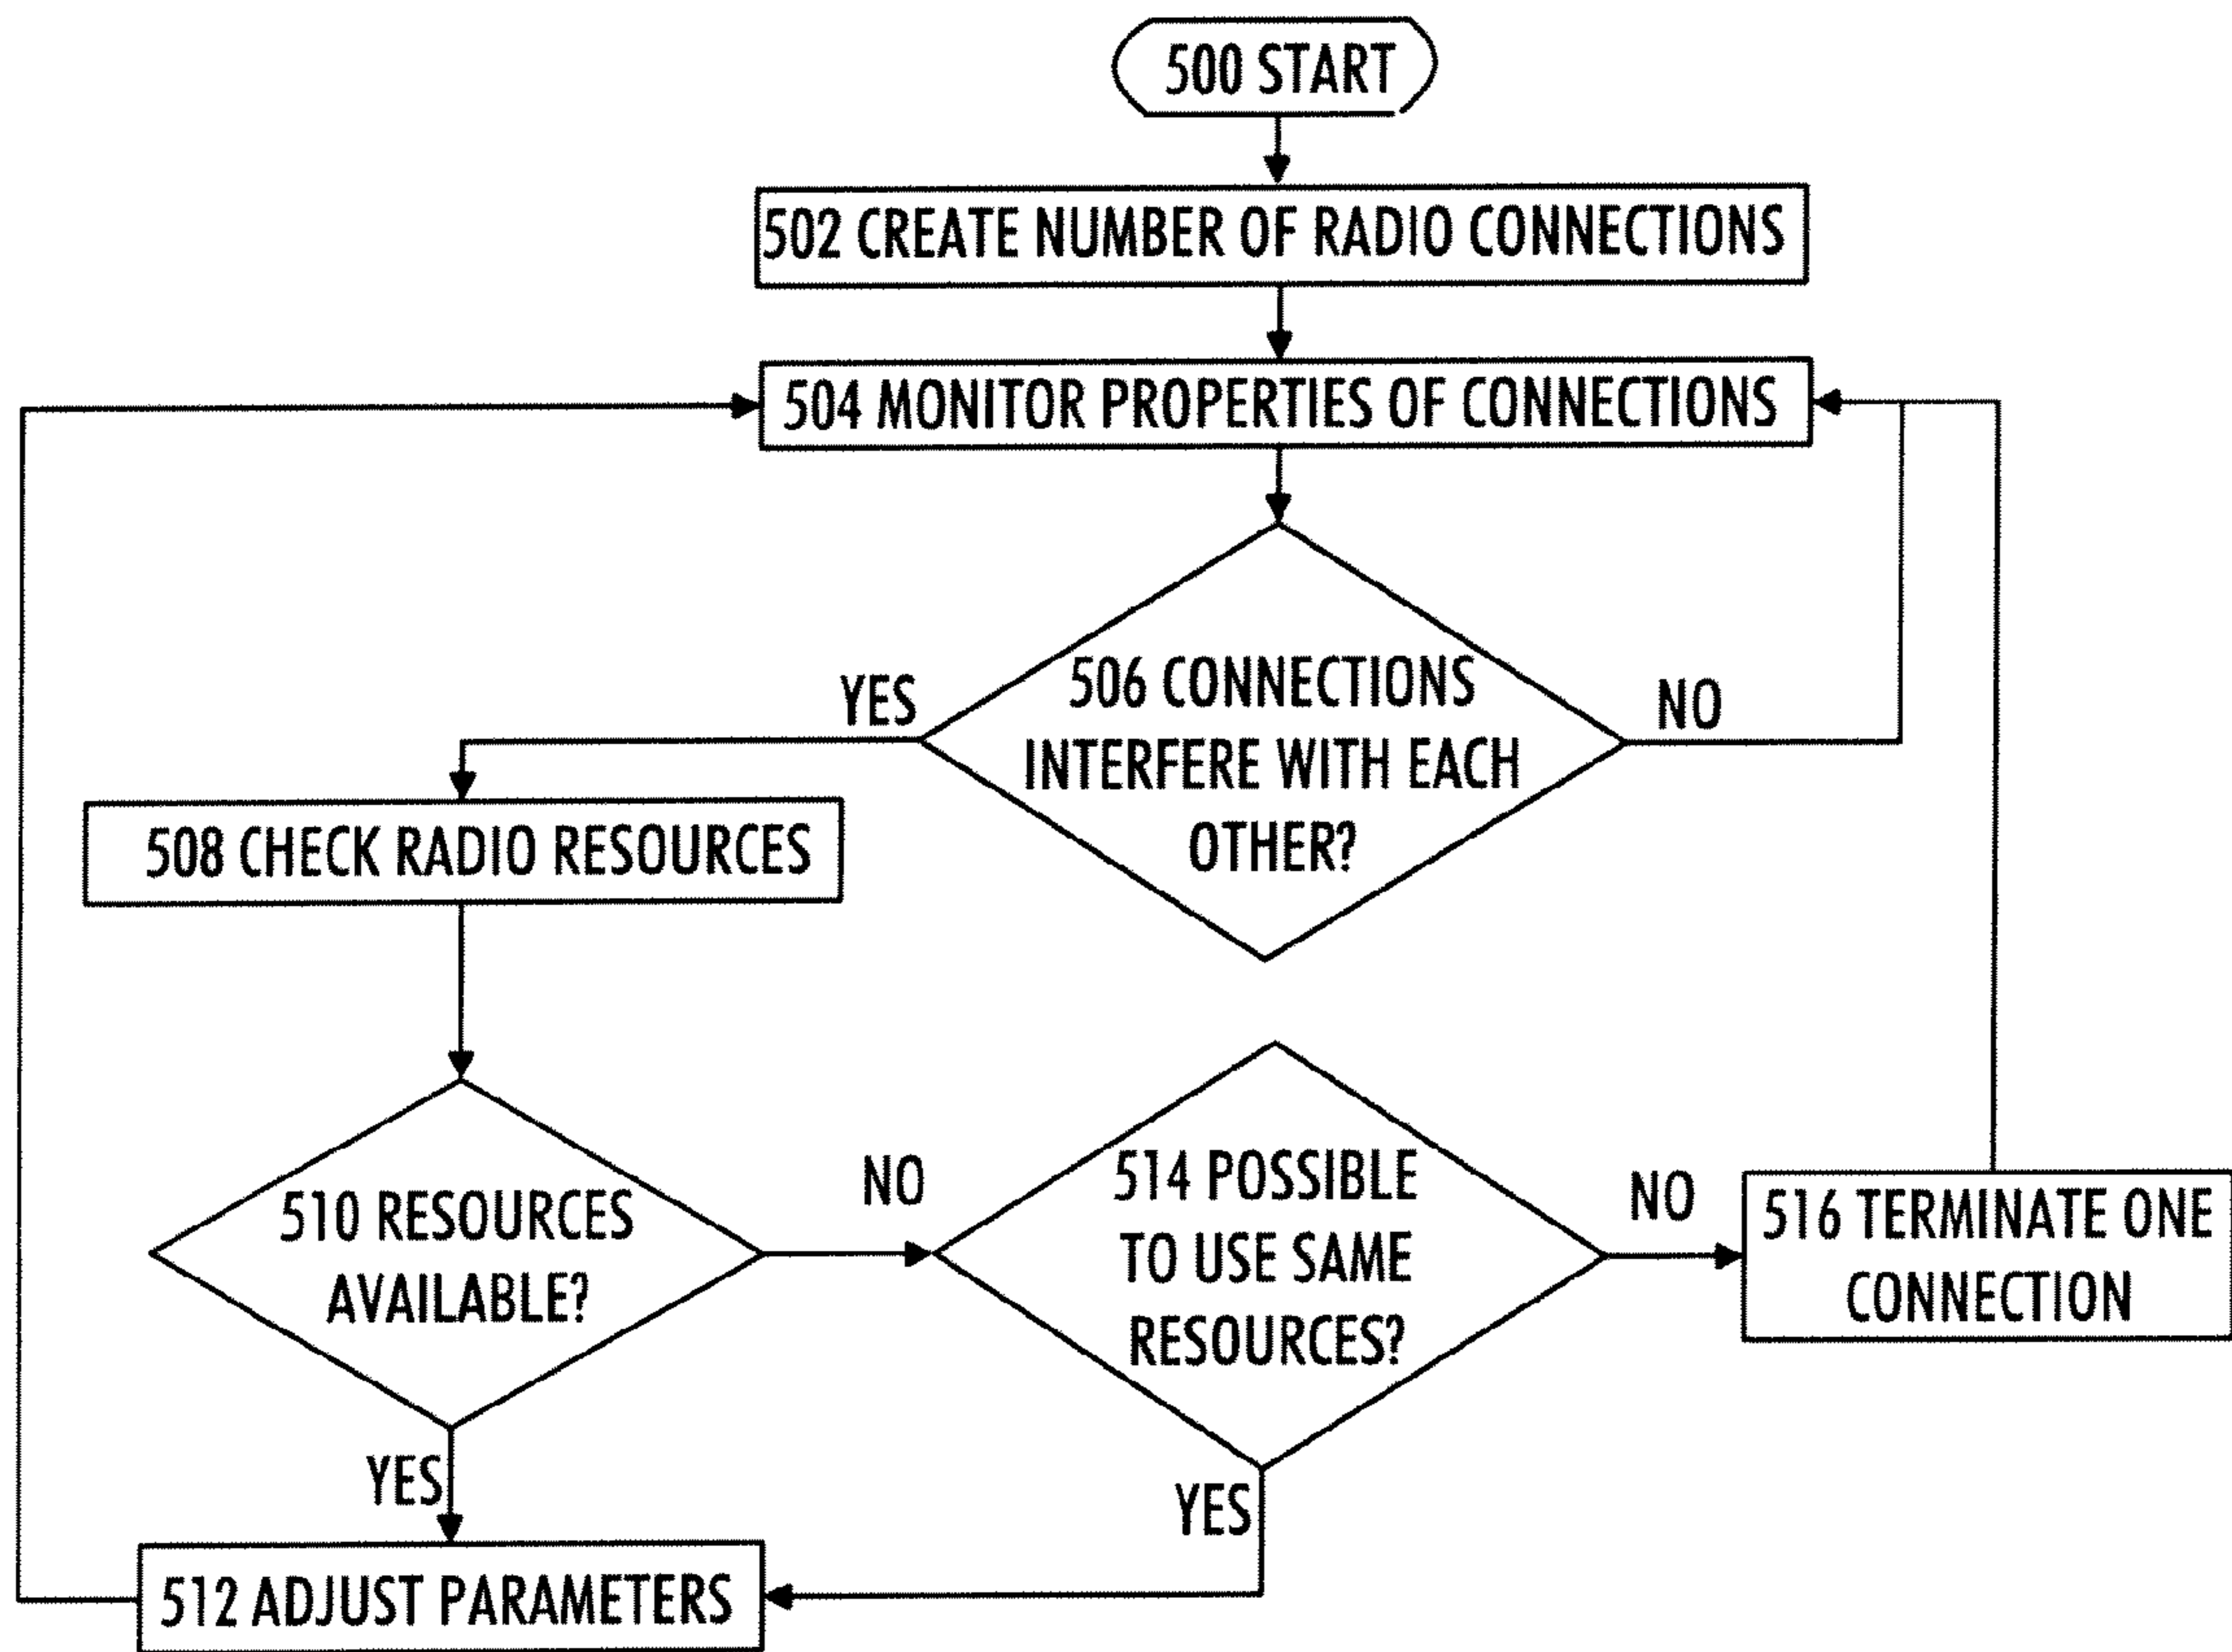 500 START
502 CREATE NUMBER OF RADIO CONNECTIONS
504 MONITOR PROPERTIES OF CONNECTIONS
506 CONNECTIONS
INTERFERE WITH EACH
OTHER?
YES
NO
508 CHECK RADIO RESOURCES
510 RESOURCES
AVAILABLE?
NO
YES
514 POSSIBLE
TO USE SAME
RESOURCES?
NO
YES
516 TERMINATE ONE
CONNECTION
512 ADJUST PARAMETERS